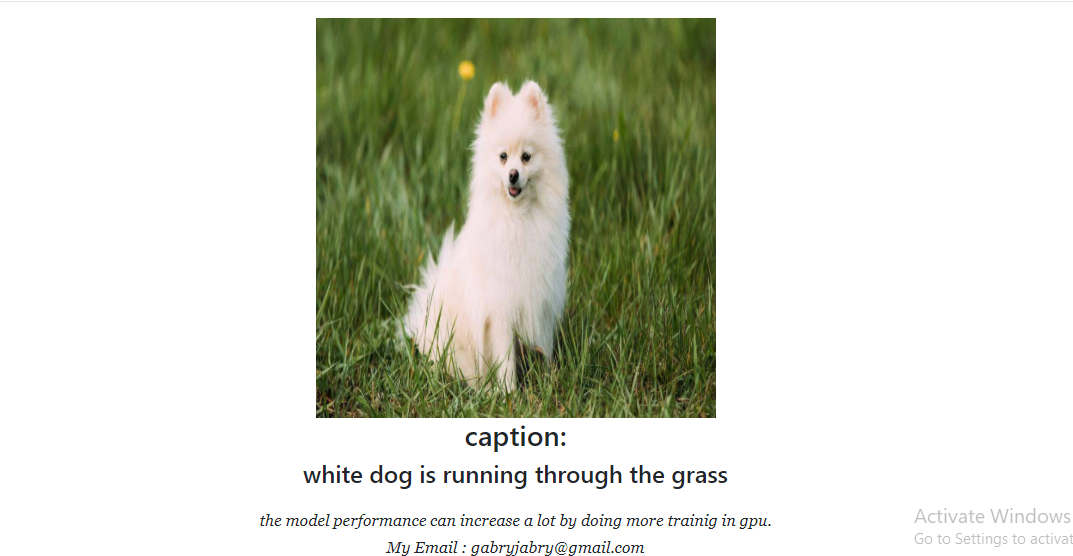 caption:
white dog is running through the grass
the model performance can increase a lot by doing more trainig in gpu.
My Email : gabryjabry@gmail.com
Activate Windows
Go to Settings to activat